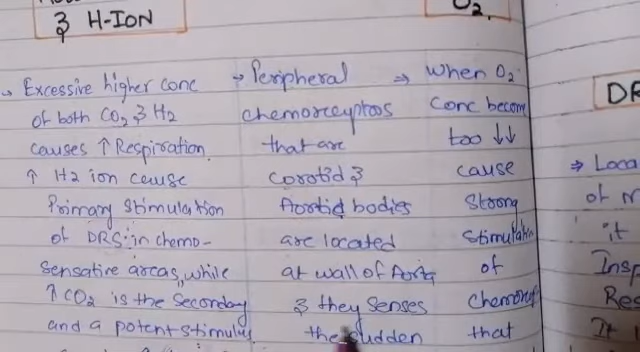 & H-ION
O2.
→ Excessive higher conc
of both CO2 & H2
causes ↑ Respiration.
↑ H2 ion cause
Primary stimulation
of DRS: in chemo-
sensative areas, while
↑ CO2 is the secondary
and a potent stimulus
→ Peripheral
chemoreceptors
that are
corotid &
Aortic bodies
are located
at wall of Aorta
& they senses
the sudden
⇒ When O2
Conc become
too ↓↓
cause
Strong
Stimulation
of
that
DR
⇒ Loca
of
it
Insp
Res
It